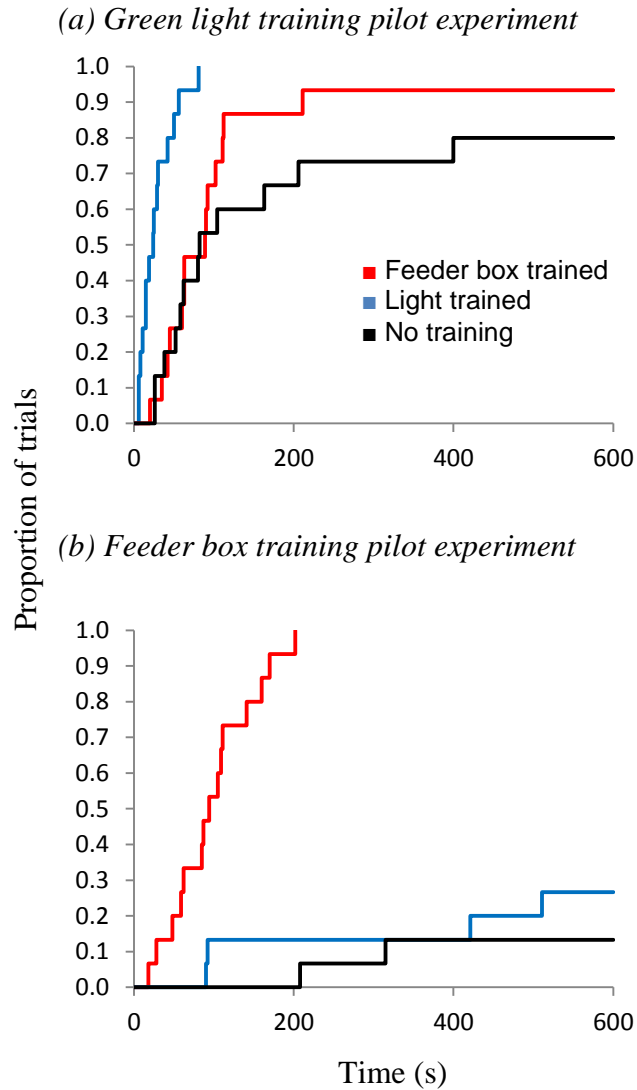 (a) Green light training pilot experiment
1.0
0.9
0.8
0.7
0.6
0.5
0.4
0.3
0.2
0.1
0.0
0 200 400 600
Feeder box trained
Light trained
No training
Proportion of trials
(b) Feeder box training pilot experiment
1.0
0.9
0.8
0.7
0.6
0.5
0.4
0.3
0.2
0.1
0.0
0 200 400 600
Time (s)